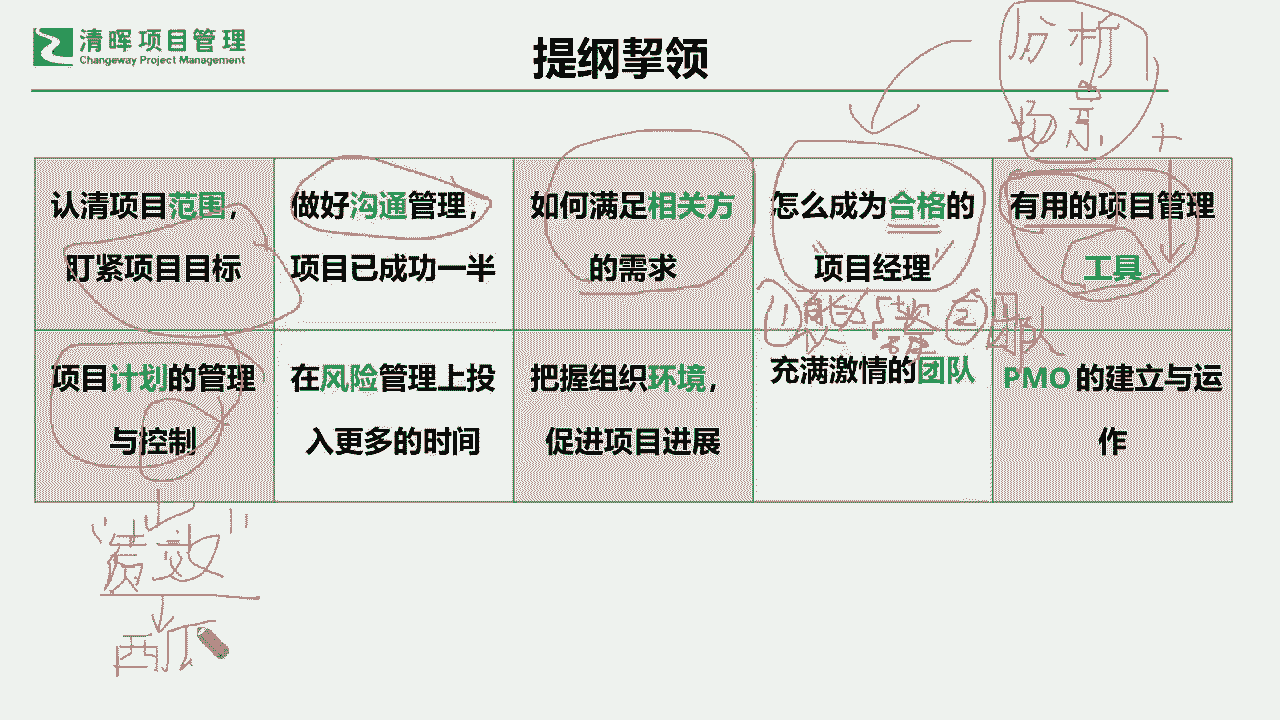 清晖项目管理
Changeway Project Management
提纲挈领
分析
场景
+
认清项目范围，
盯紧项目目标
做好沟通管理，
项目已成功一半
如何满足相关方
的需求
怎么成为合格的
项目经理
有用的项目管理
工具
① 能 ② 团队
项目计划的管理
与控制
在风险管理上投
入更多的时间
把握组织环境，
促进项目进展
充满激情的团队
PMO 的建立与运
作
"绩效"
西瓜